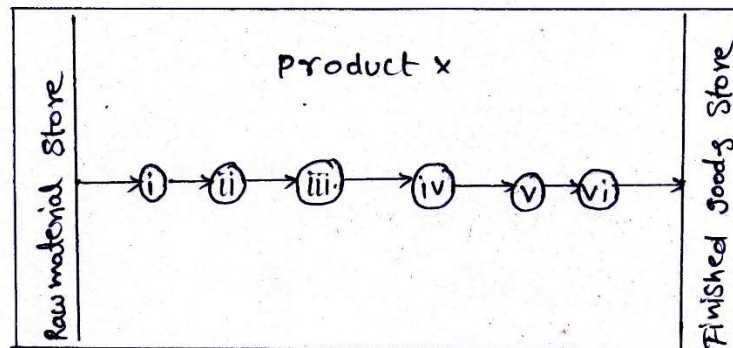 Product x
Raw material Store
i
ii
iii
iv
v
vi
Finished goods Store